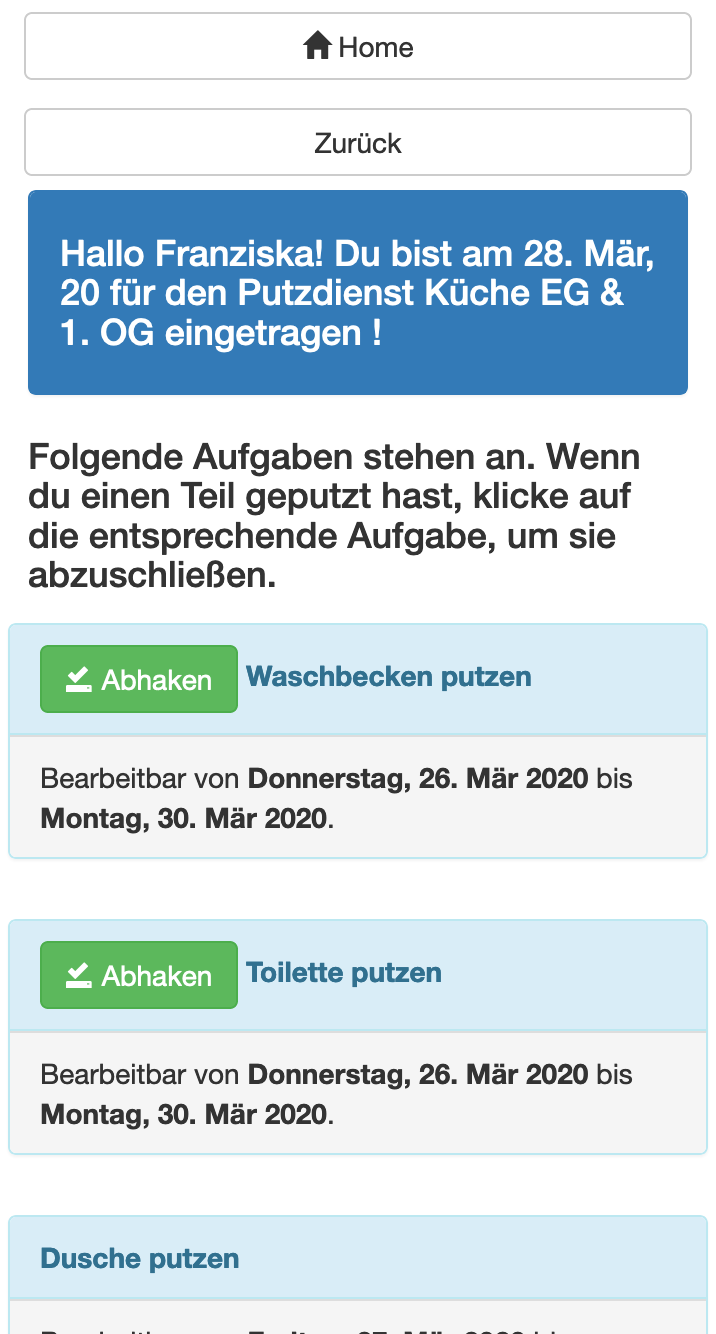 Home
Zurück
Hallo Franziska! Du bist am 28. Mär,
20 für den Putzdienst Küche EG &
1. OG eingetragen !
Folgende Aufgaben stehen an. Wenn
du einen Teil geputzt hast, klicke auf
die entsprechende Aufgabe, um sie
abzuschließen.
Abhaken Waschbecken putzen
Bearbeitbar von Donnerstag, 26. Mär 2020 bis
Montag, 30. Mär 2020.
Abhaken Toilette putzen
Bearbeitbar von Donnerstag, 26. Mär 2020 bis
Montag, 30. Mär 2020.
Dusche putzen